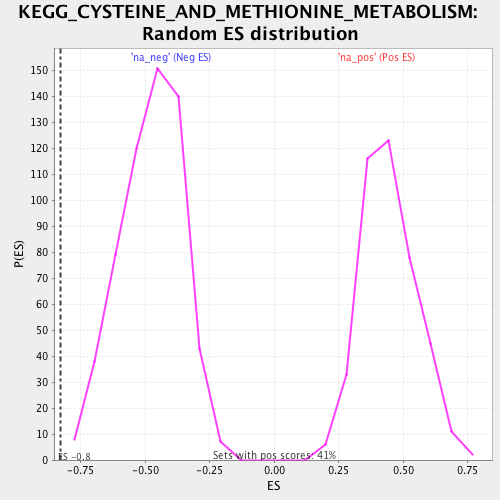 KEGG_CYSTEINE_AND_METHIONINE_METABOLISM:
Random ES distribution
'na_neg' (Neg ES) 'na_pos' (Pos ES)
150
140
130
120
110
100
90
80
70
60
50
40
30
20
10
0
P(ES)
ES -0.8 Sets with pos scores: 41%
-0.75 -0.50 -0.25 0.00 0.25 0.50 0.75
ES